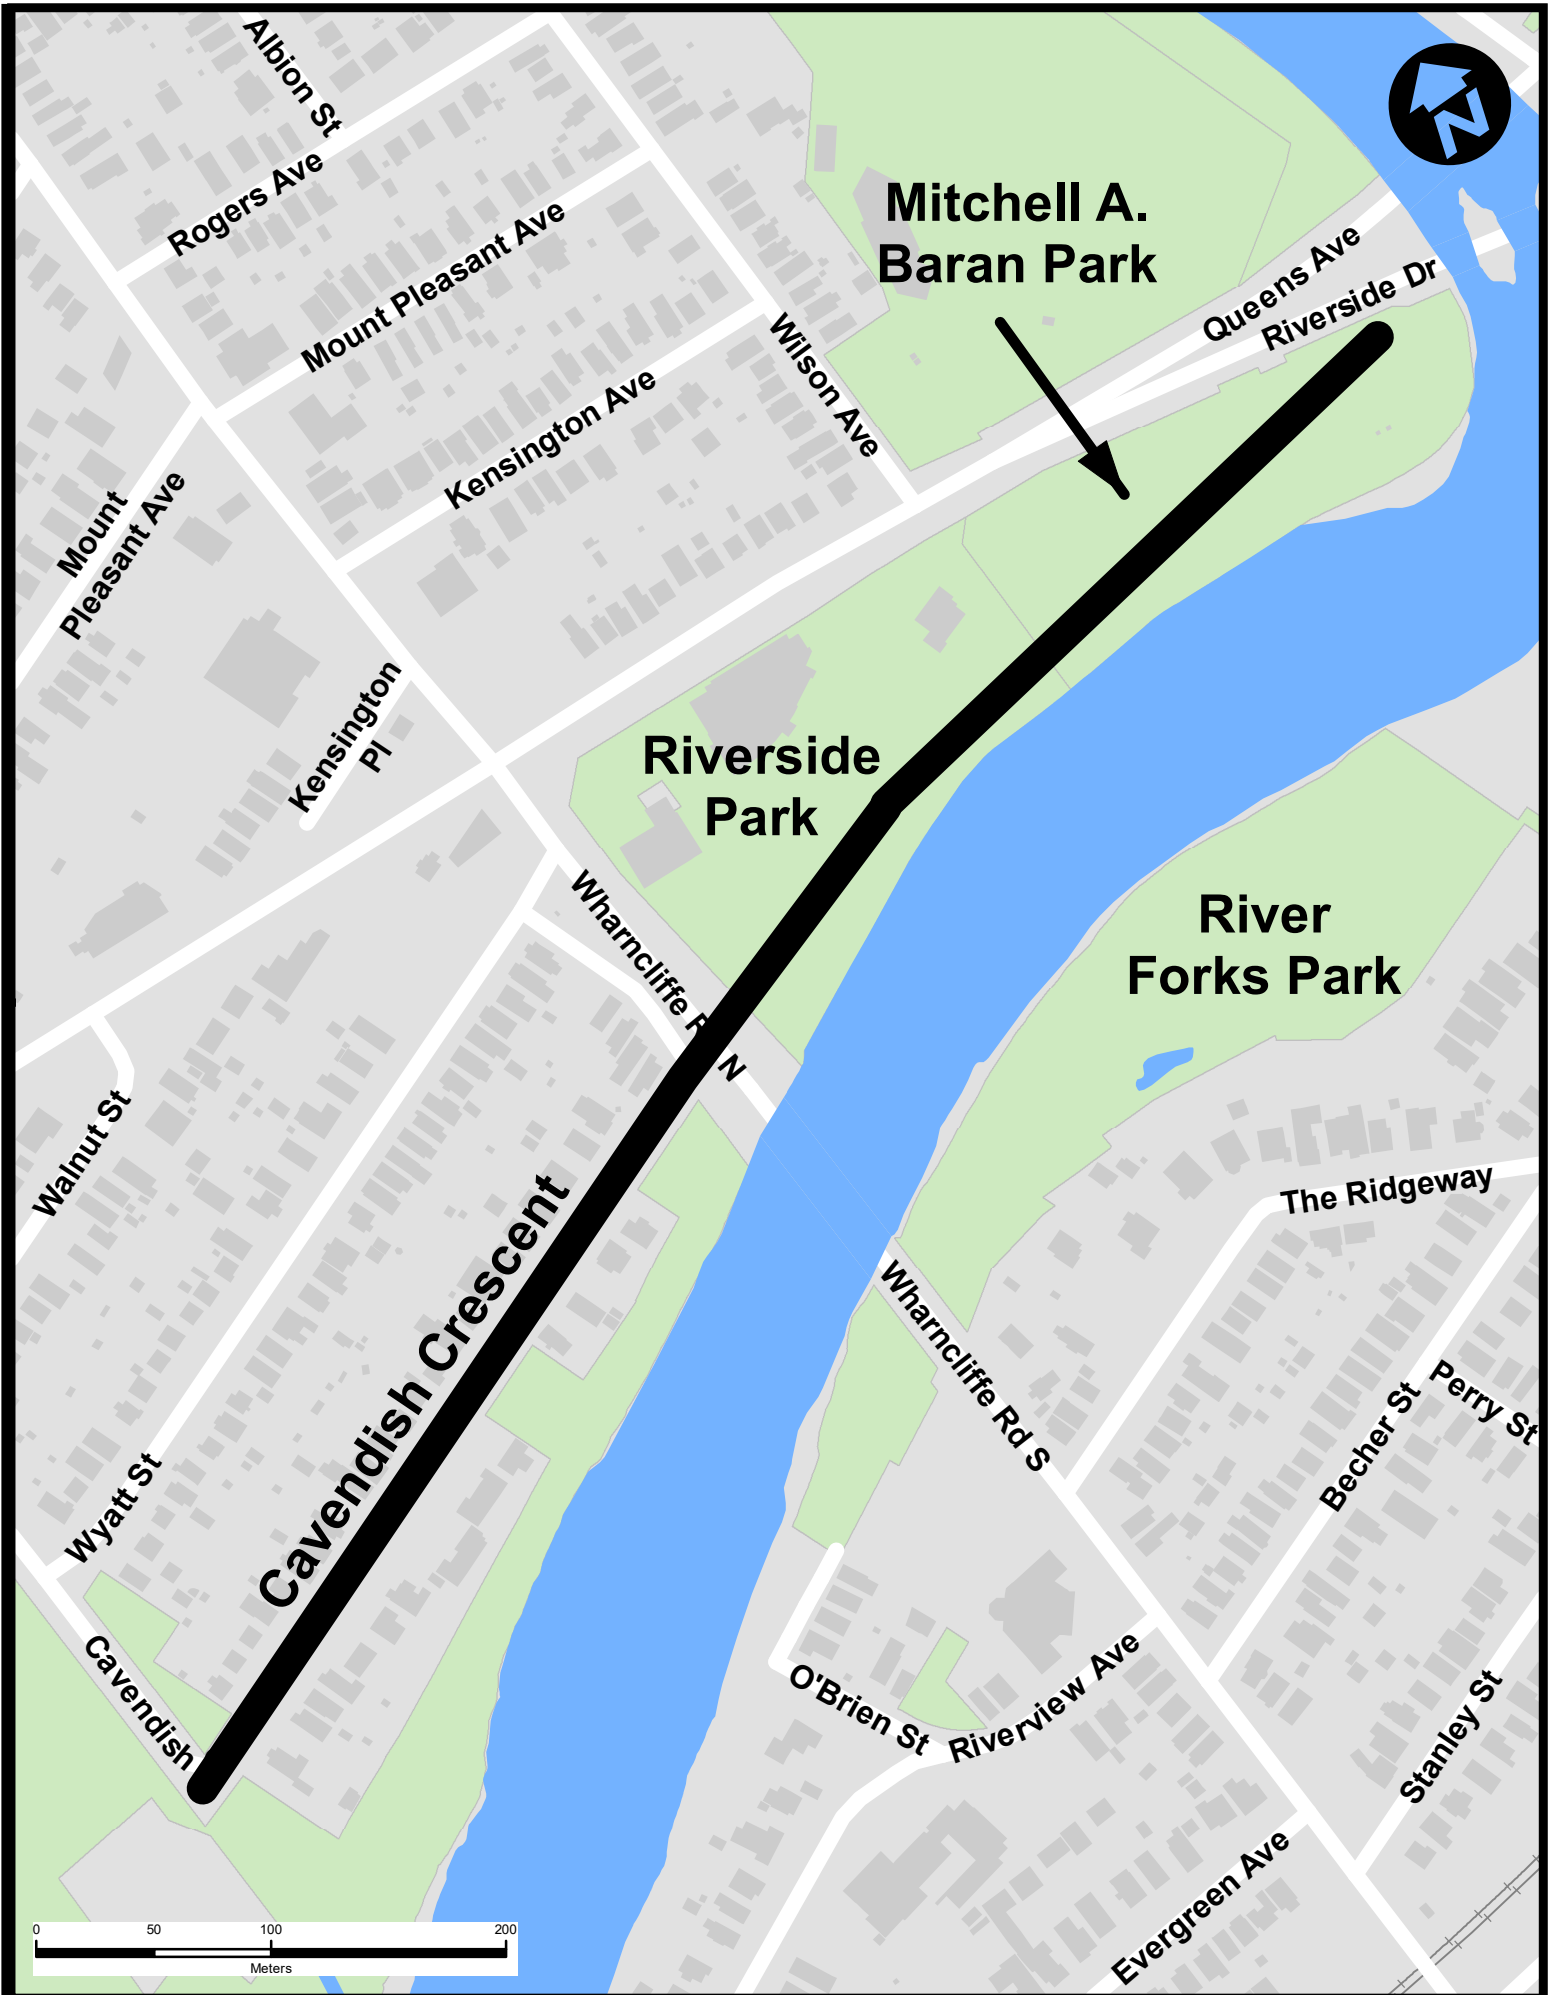 Albion St
N
Rogers Ave
Mitchell A.
Baran Park
Mount Pleasant Ave
Queens Ave
Riverside Dr
Wilson Ave
Kensington Ave
Mount
Pleasant Ave
Kensington
Pl
Riverside
Park
Wharncliffe R N
River
Forks Park
Walnut St
The Ridgeway
Cavendish Crescent
Wharncliffe Rd S
Perry St
Becher St
Wyatt St
Cavendish
O'Brien St
Riverview Ave
Stanley St
Evergreen Ave
0 50 100 200
Meters